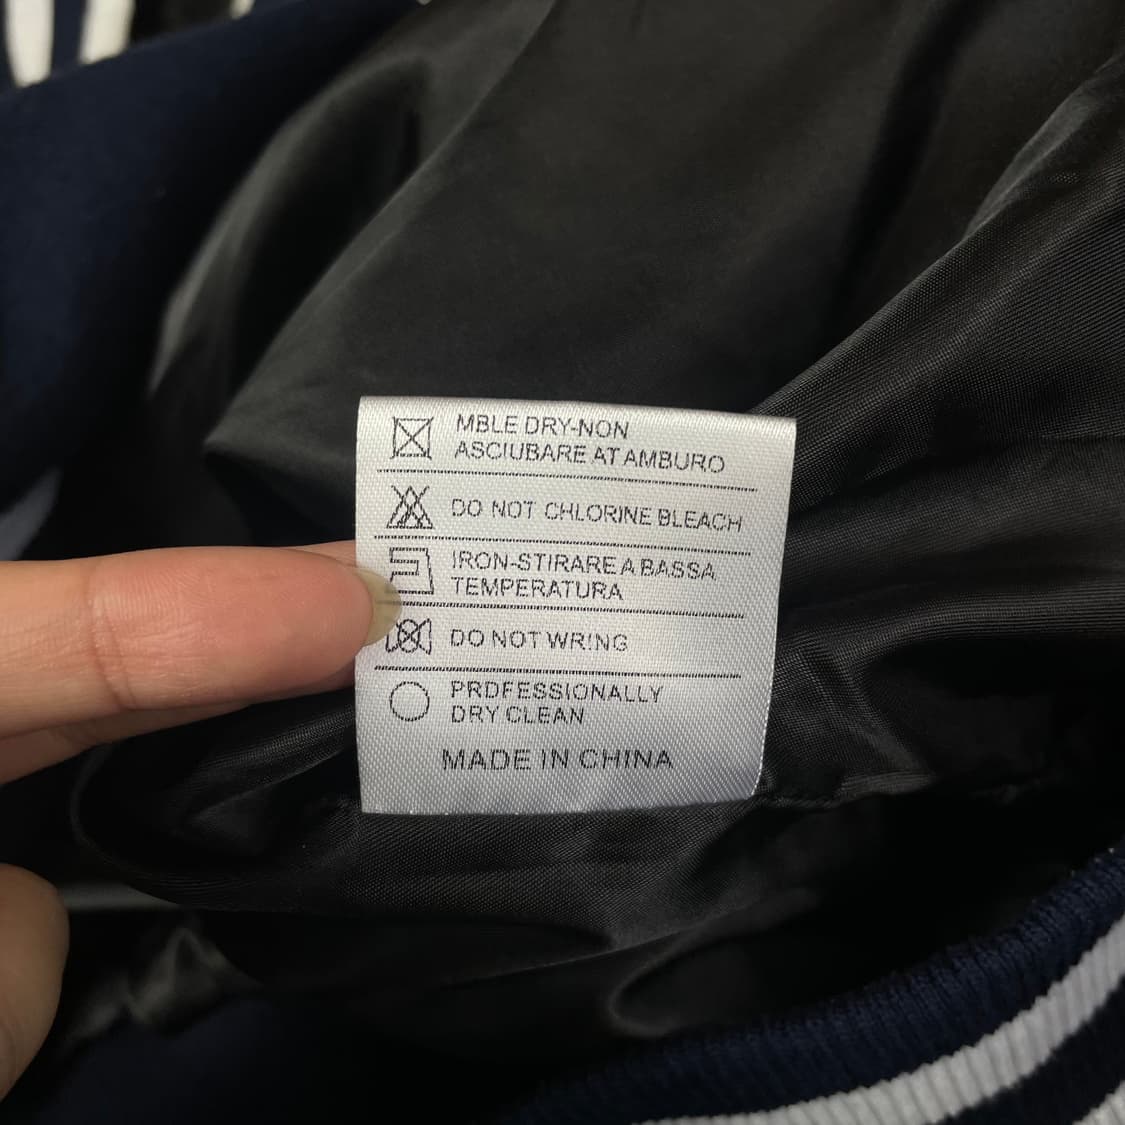 MBLE DRY-NON
ASCIUBARE AT AMBURO
DO NOT CHLORINE BLEACH
IRON-STIRARE A BASSA
TEMPERATURA
DO NOT WRING
PRDFESSIONALLY
DRY CLEAN
MADE IN CHINA